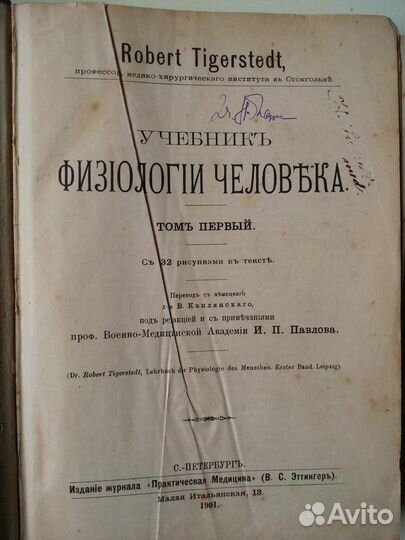 Robert Tigerstedt,
профессоръ медико-хирургическаго института въ Стокгольмѣ
УЧЕБНИКЪ
ФИЗІОЛОГІИ ЧЕЛОВѢКА.
ТОМЪ ПЕРВЫЙ.
Съ 32 рисунками въ текстѣ.
Переводъ съ нѣмецкаго
д-ра В. Каплянскаго,
подъ редакціей и съ примѣчаніями
проф. Военно-Медицинской Академіи И. П. Павлова.
(Dr. Robert Tigerstedt, Lehrbuch der Physiologie des Menschen. Erster Band. Leipzig).
С.-ПЕТЕРБУРГЪ.
Изданіе журнала «Практическая Медицина» (В. С. Эттингеръ).
Малая Итальянская, 13.
1901.
Avito